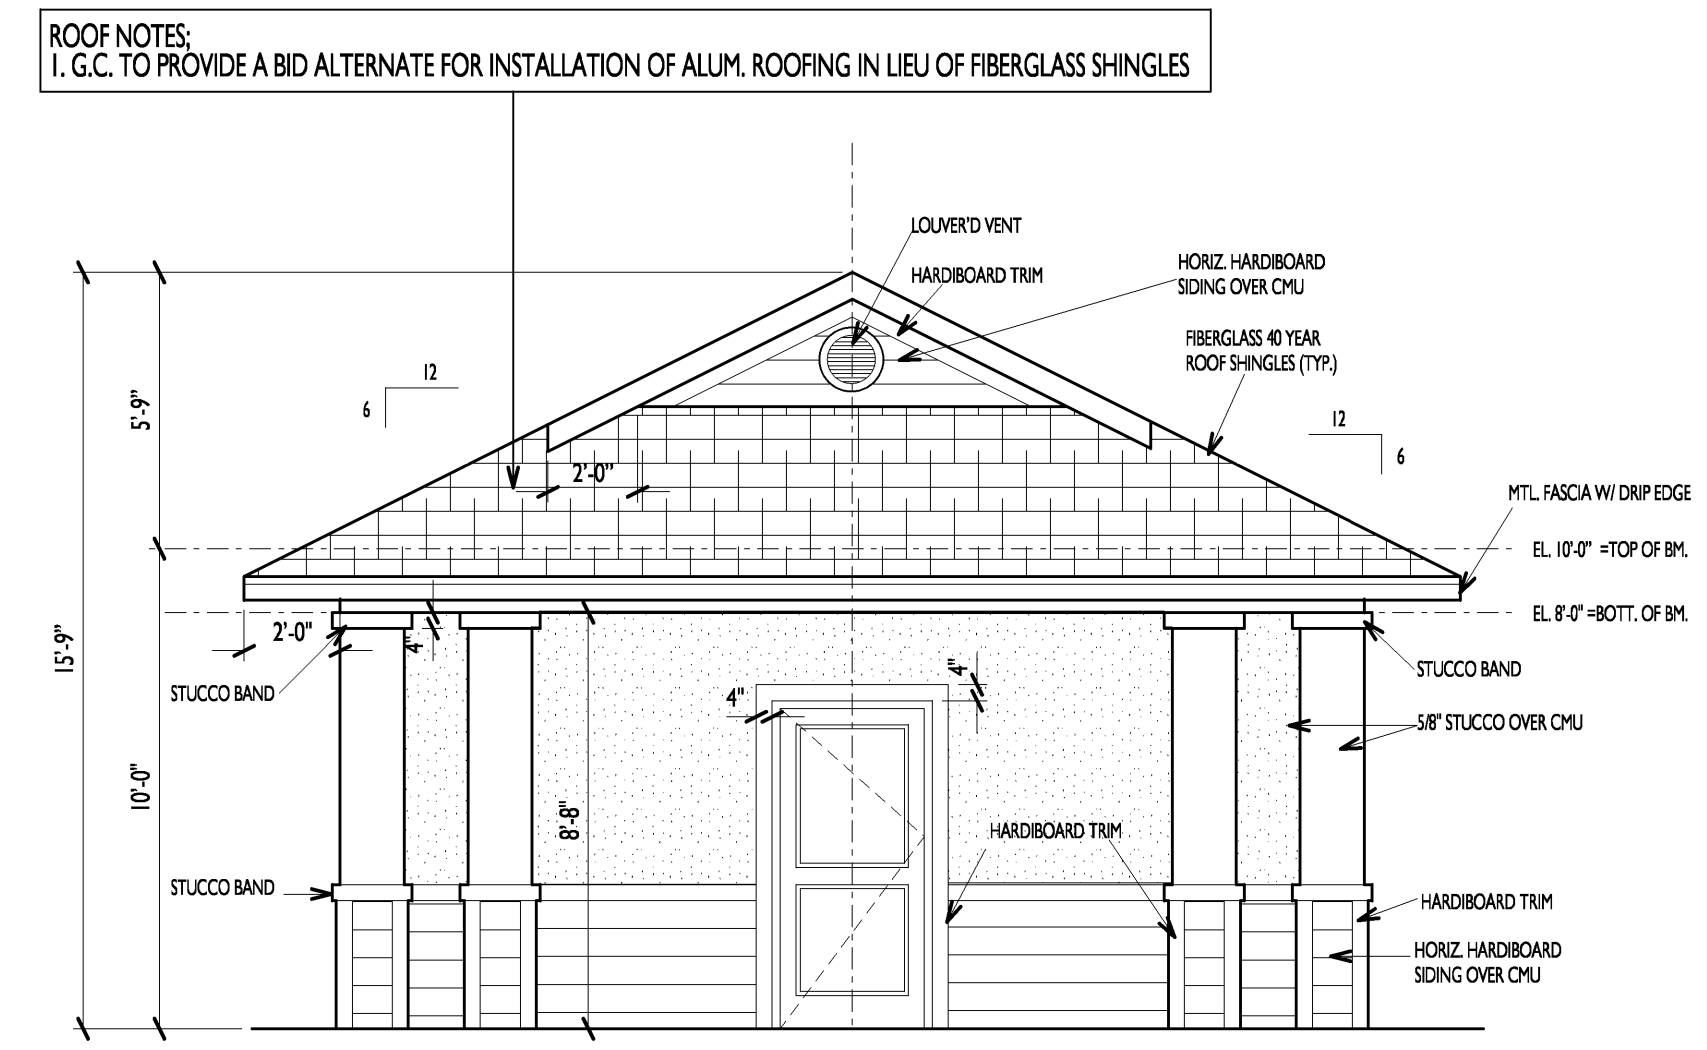 ROOF NOTES;
1. G.C. TO PROVIDE A BID ALTERNATE FOR INSTALLATION OF ALUM. ROOFING IN LIEU OF FIBERGLASS SHINGLES
LOUVER'D VENT
HARDIBOARD TRIM
HORIZ. HARDIBOARD
SIDING OVER CMU
FIBERGLASS 40 YEAR
ROOF SHINGLES (TYP.)
12
6
12
6
5'-9"
2'-0"
MTL. FASCIA W/ DRIP EDGE
EL. 10'-0" =TOP OF BM.
EL. 8'-0" =BOTT. OF BM.
15'-9"
2'-0"
4"
STUCCO BAND
STUCCO BAND
4"
4"
5/8" STUCCO OVER CMU
10'-0"
8'-8"
HARDIBOARD TRIM
STUCCO BAND
HARDIBOARD TRIM
HORIZ. HARDIBOARD
SIDING OVER CMU